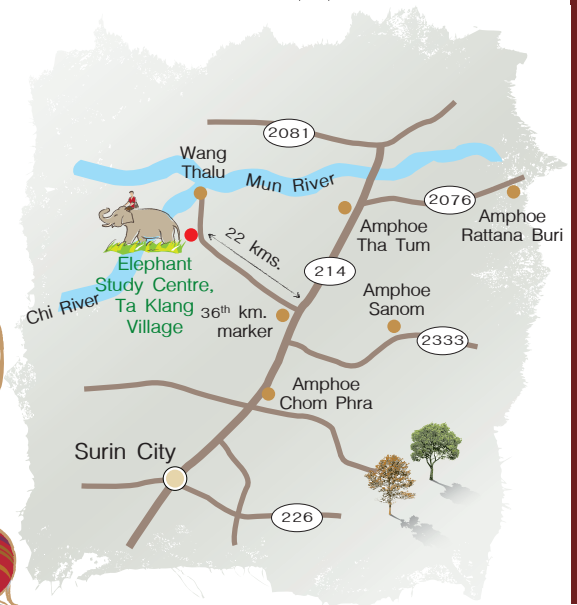 2081
Wang
Thalu
Mun River
2076
Amphoe
Rattana Buri
Amphoe
Tha Tum
22 kms.
214
Elephant
Study Centre,
Ta Klang
Village
Chi River
36th km.
marker
Amphoe
Sanom
2333
Amphoe
Chom Phra
Surin City
226